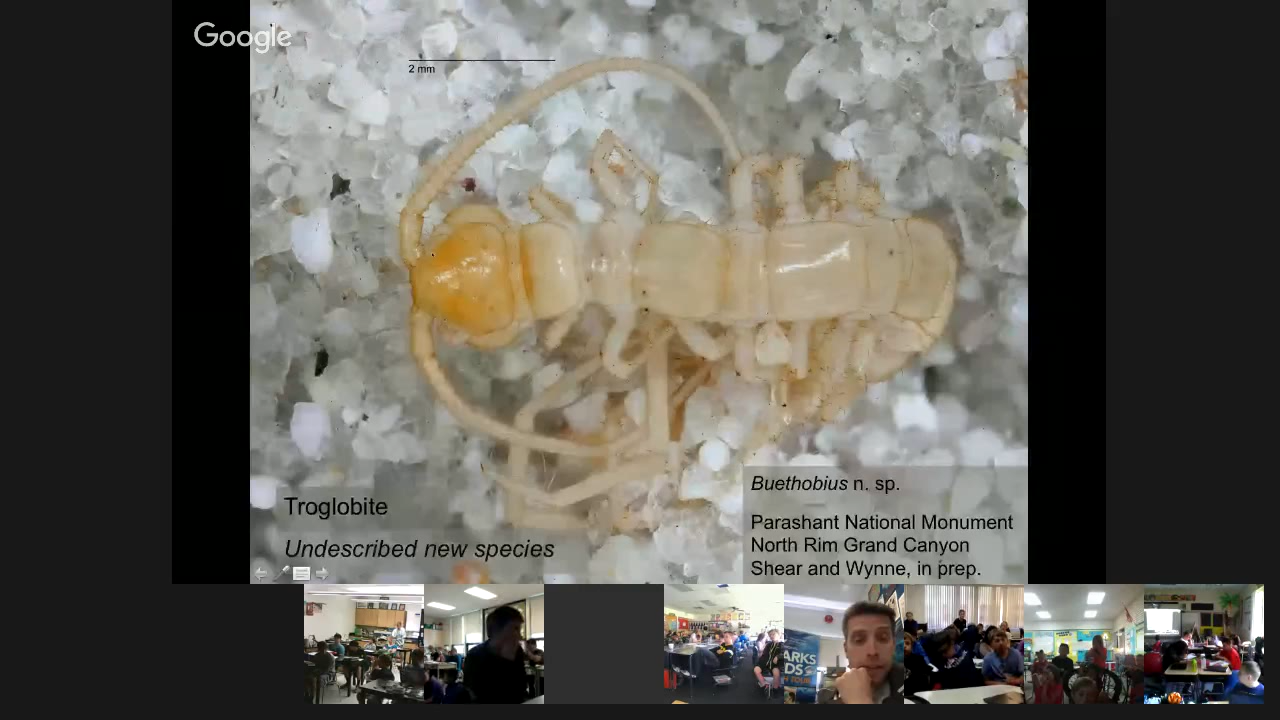 Google
2 mm
Troglobite
Undescribed new species
Buethobius n. sp.
Parashant National Monument
North Rim Grand Canyon
Shear and Wynne, in prep.
ARKS